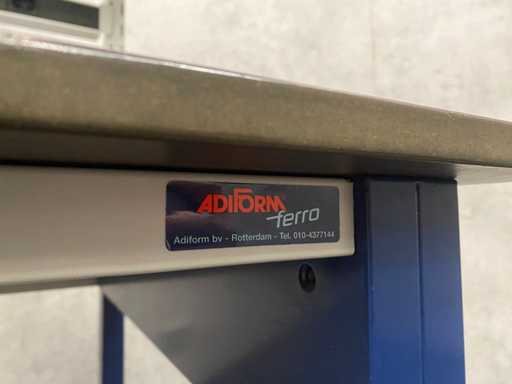 ADIFORM
ferro
Adiform bv - Rotterdam - Tel. 010-4377144